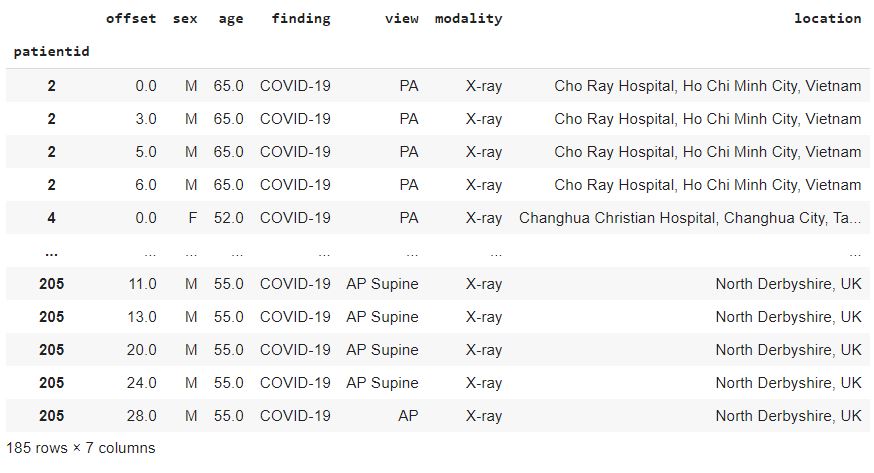 offset sex age finding view modality location
patientid
2 0.0 M 65.0 COVID-19 PA X-ray Cho Ray Hospital, Ho Chi Minh City, Vietnam
2 3.0 M 65.0 COVID-19 PA X-ray Cho Ray Hospital, Ho Chi Minh City, Vietnam
2 5.0 M 65.0 COVID-19 PA X-ray Cho Ray Hospital, Ho Chi Minh City, Vietnam
2 6.0 M 65.0 COVID-19 PA X-ray Cho Ray Hospital, Ho Chi Minh City, Vietnam
4 0.0 F 52.0 COVID-19 PA X-ray Changhua Christian Hospital, Changhua City, Ta...
... ... ... ... ... ... ... ...
205 11.0 M 55.0 COVID-19 AP Supine X-ray North Derbyshire, UK
205 13.0 M 55.0 COVID-19 AP Supine X-ray North Derbyshire, UK
205 20.0 M 55.0 COVID-19 AP Supine X-ray North Derbyshire, UK
205 24.0 M 55.0 COVID-19 AP Supine X-ray North Derbyshire, UK
205 28.0 M 55.0 COVID-19 AP X-ray North Derbyshire, UK
185 rows × 7 columns